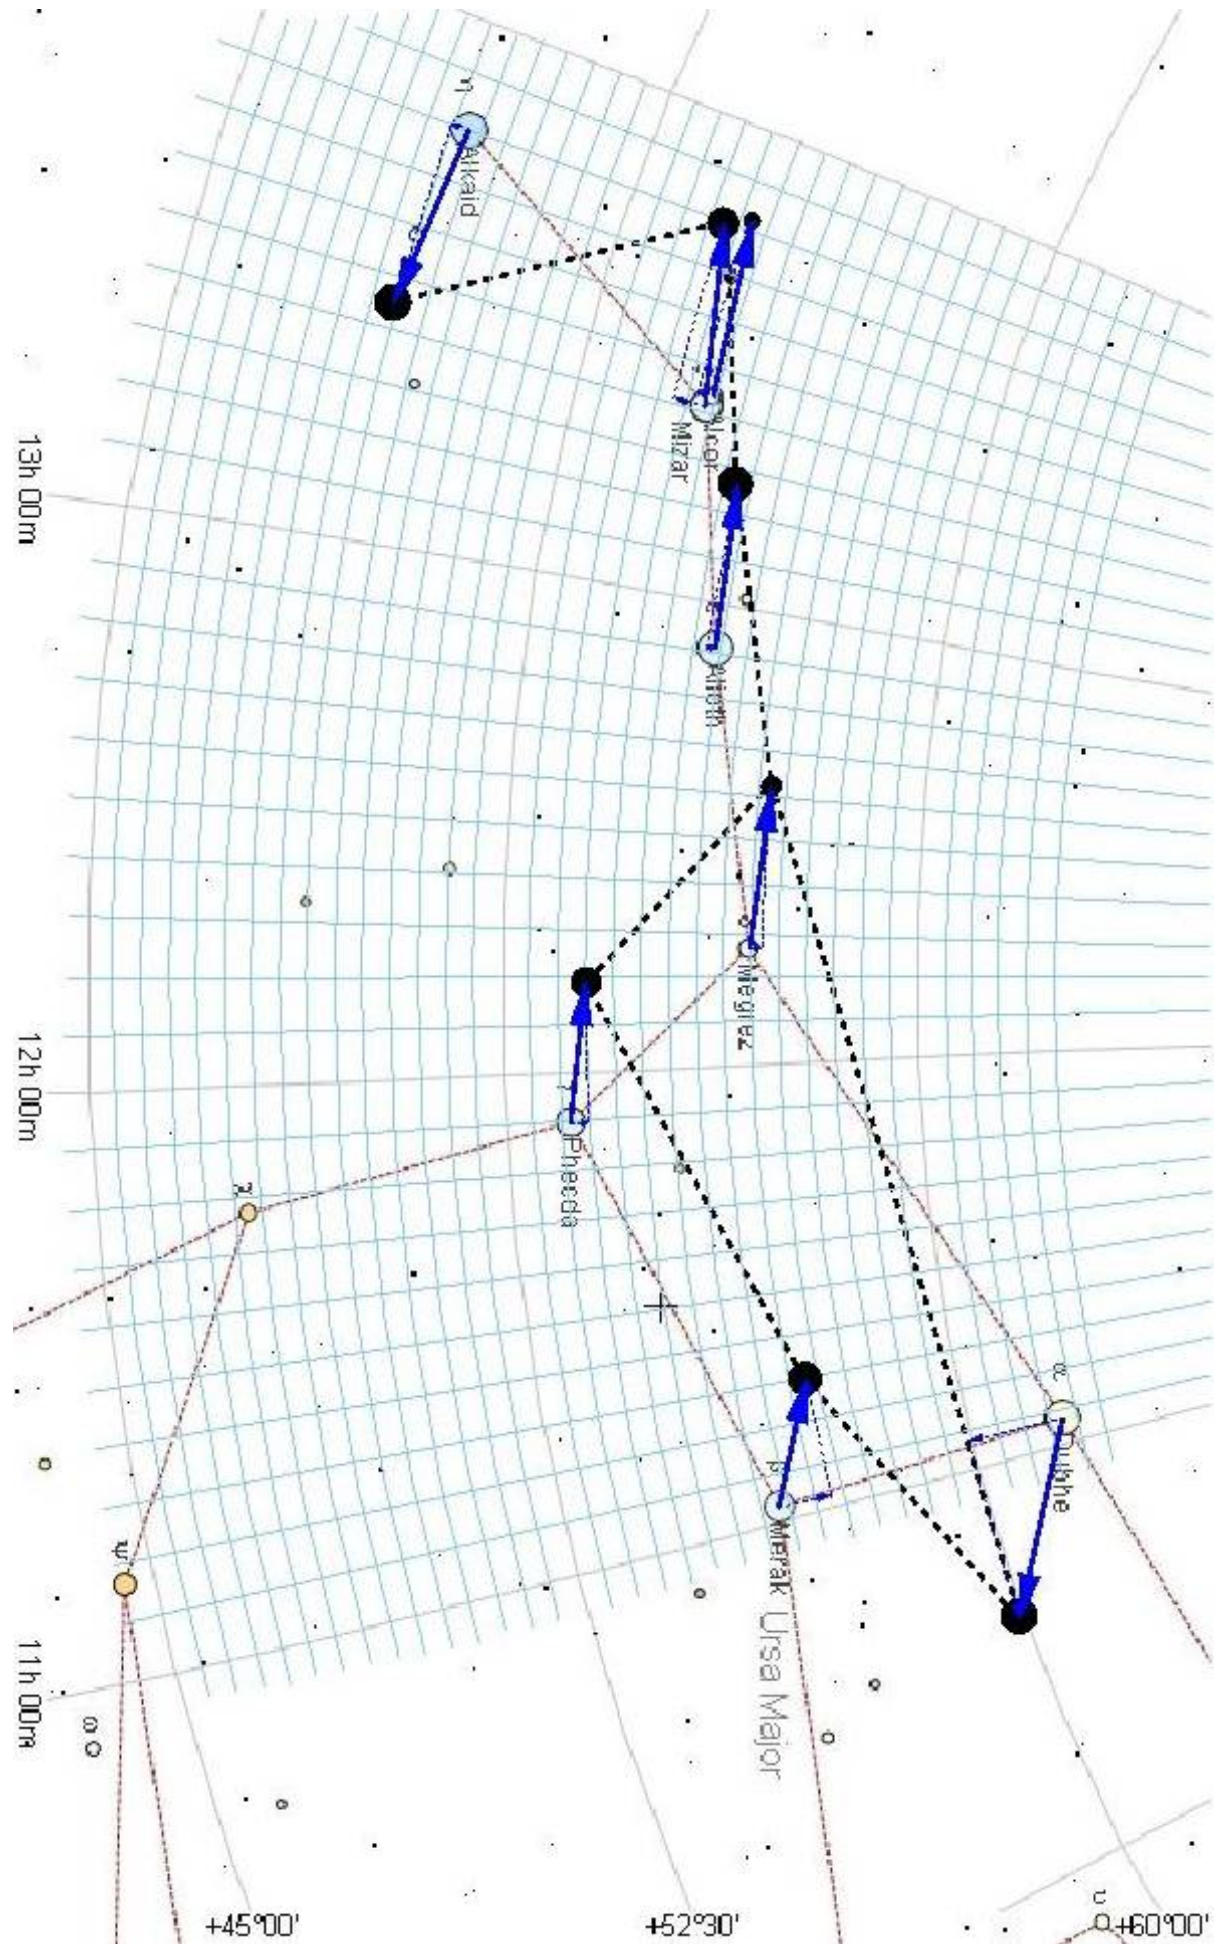 η
Alkaid
Alcor
Mizar
13h 00m
ε
Alioth
Megrez
12h 00m
γ
Phecda
χ
α
Dubhe
β
Merak
Ursa Major
ψ
11h 00m
ω
υ
+45°00'
+52°30'
+60°00'